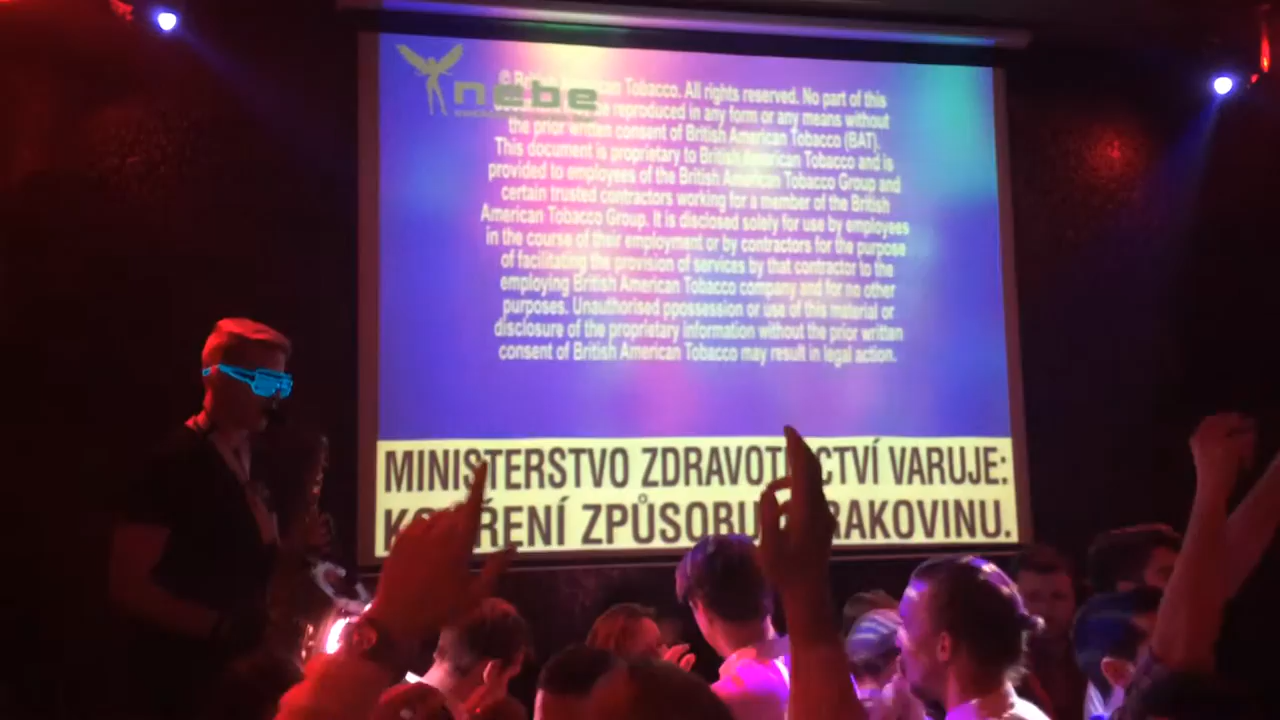 nebe
© British American Tobacco. All rights reserved. No part of this
reproduced in any form or any means without
the prior written consent of British American Tobacco (BAT).
This document is proprietary to British American Tobacco and is
provided to employees of the British American Tobacco Group and
certain trusted contractors working for a member of the British
American Tobacco Group. It is disclosed solely for use by employees
in the course of their employment or by contractors for the purpose
of facilitating the provision of services by that contractor to the
employing British American Tobacco company and for no other
purposes. Unauthorised ppossession or use of this material or
disclosure of the proprietary information without the prior written
consent of British American Tobacco may result in legal action.
MINISTERSTVO ZDRAVOTNICTVÍ VARUJE:
KOUŘENÍ ZPŮSOBUJE RAKOVINU.